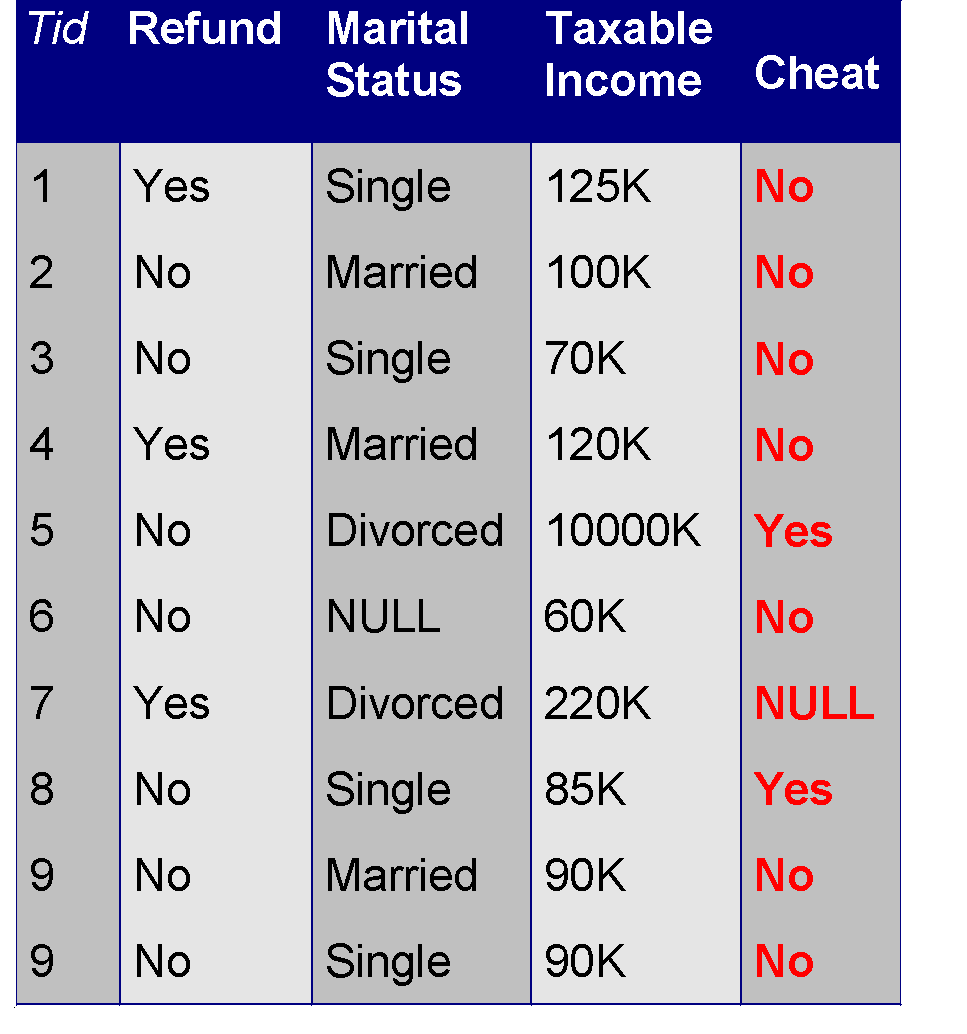 Tid Refund Marital Status Taxable Income Cheat
1 Yes Single 125K No
2 No Married 100K No
3 No Single 70K No
4 Yes Married 120K No
5 No Divorced 10000K Yes
6 No NULL 60K No
7 Yes Divorced 220K NULL
8 No Single 85K Yes
9 No Married 90K No
9 No Single 90K No